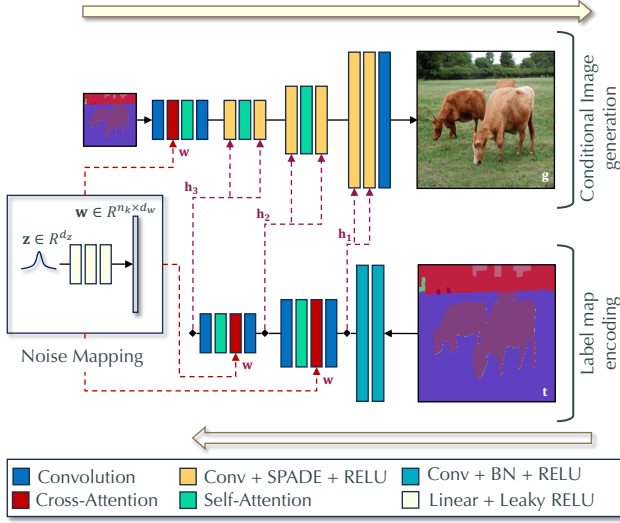 Conditional Image
generation
g
w
h₃
h₂
h₁
w ∈ R^{n_k×d_w}
z ∈ R^{d_z}
Noise Mapping
w
w
t
Label map
encoding
Convolution
Conv + SPADE + RELU
Conv + BN + RELU
Cross-Attention
Self-Attention
Linear + Leaky RELU